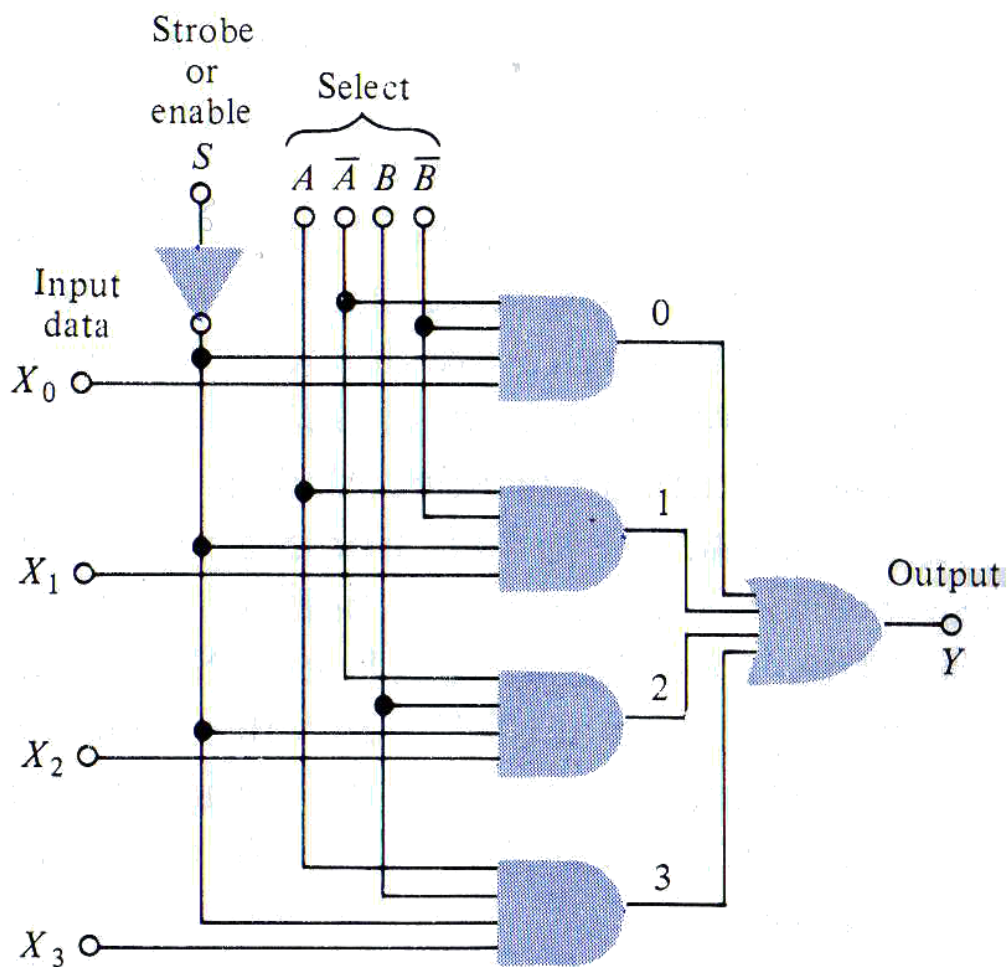 Strobe
or
enable
S
Select
A A̅ B B̅
Input
data
X₀
0
X₁
1
Output
Y
X₂
2
X₃
3